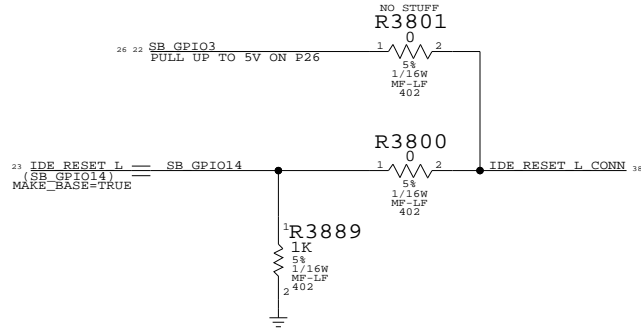 NO STUFF
R3801
0
26 22 SB_GPIO3 1 2
PULL UP TO 5V ON P26
5%
1/16W
MF-LF
402
R3800
0
23 IDE_RESET_L SB_GPIO14 1 2 IDE_RESET_L_CONN 38
(SB_GPIO14)
MAKE_BASE=TRUE
5%
1/16W
MF-LF
402
1
R3889
1K
5%
1/16W
MF-LF
402
2